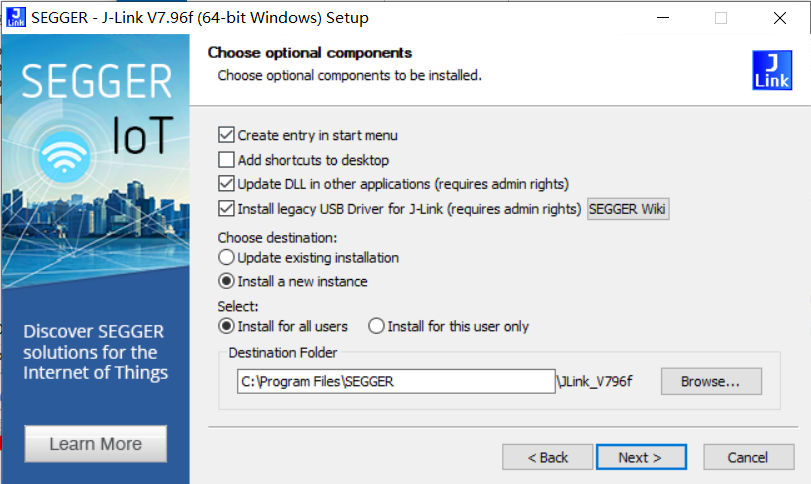 SEGGER - J-Link V7.96f (64-bit Windows) Setup
Choose optional components
Choose optional components to be installed.
J
Link
SEGGER
IoT
Create entry in start menu
Add shortcuts to desktop
Update DLL in other applications (requires admin rights)
Install legacy USB Driver for J-Link (requires admin rights) SEGGER Wiki
Choose destination:
Update existing installation
Install a new instance
Select:
Install for all users Install for this user only
Destination Folder
C:\Program Files\SEGGER \JLink_V796f Browse...
Discover SEGGER
solutions for the
Internet of Things
Learn More
< Back Next > Cancel